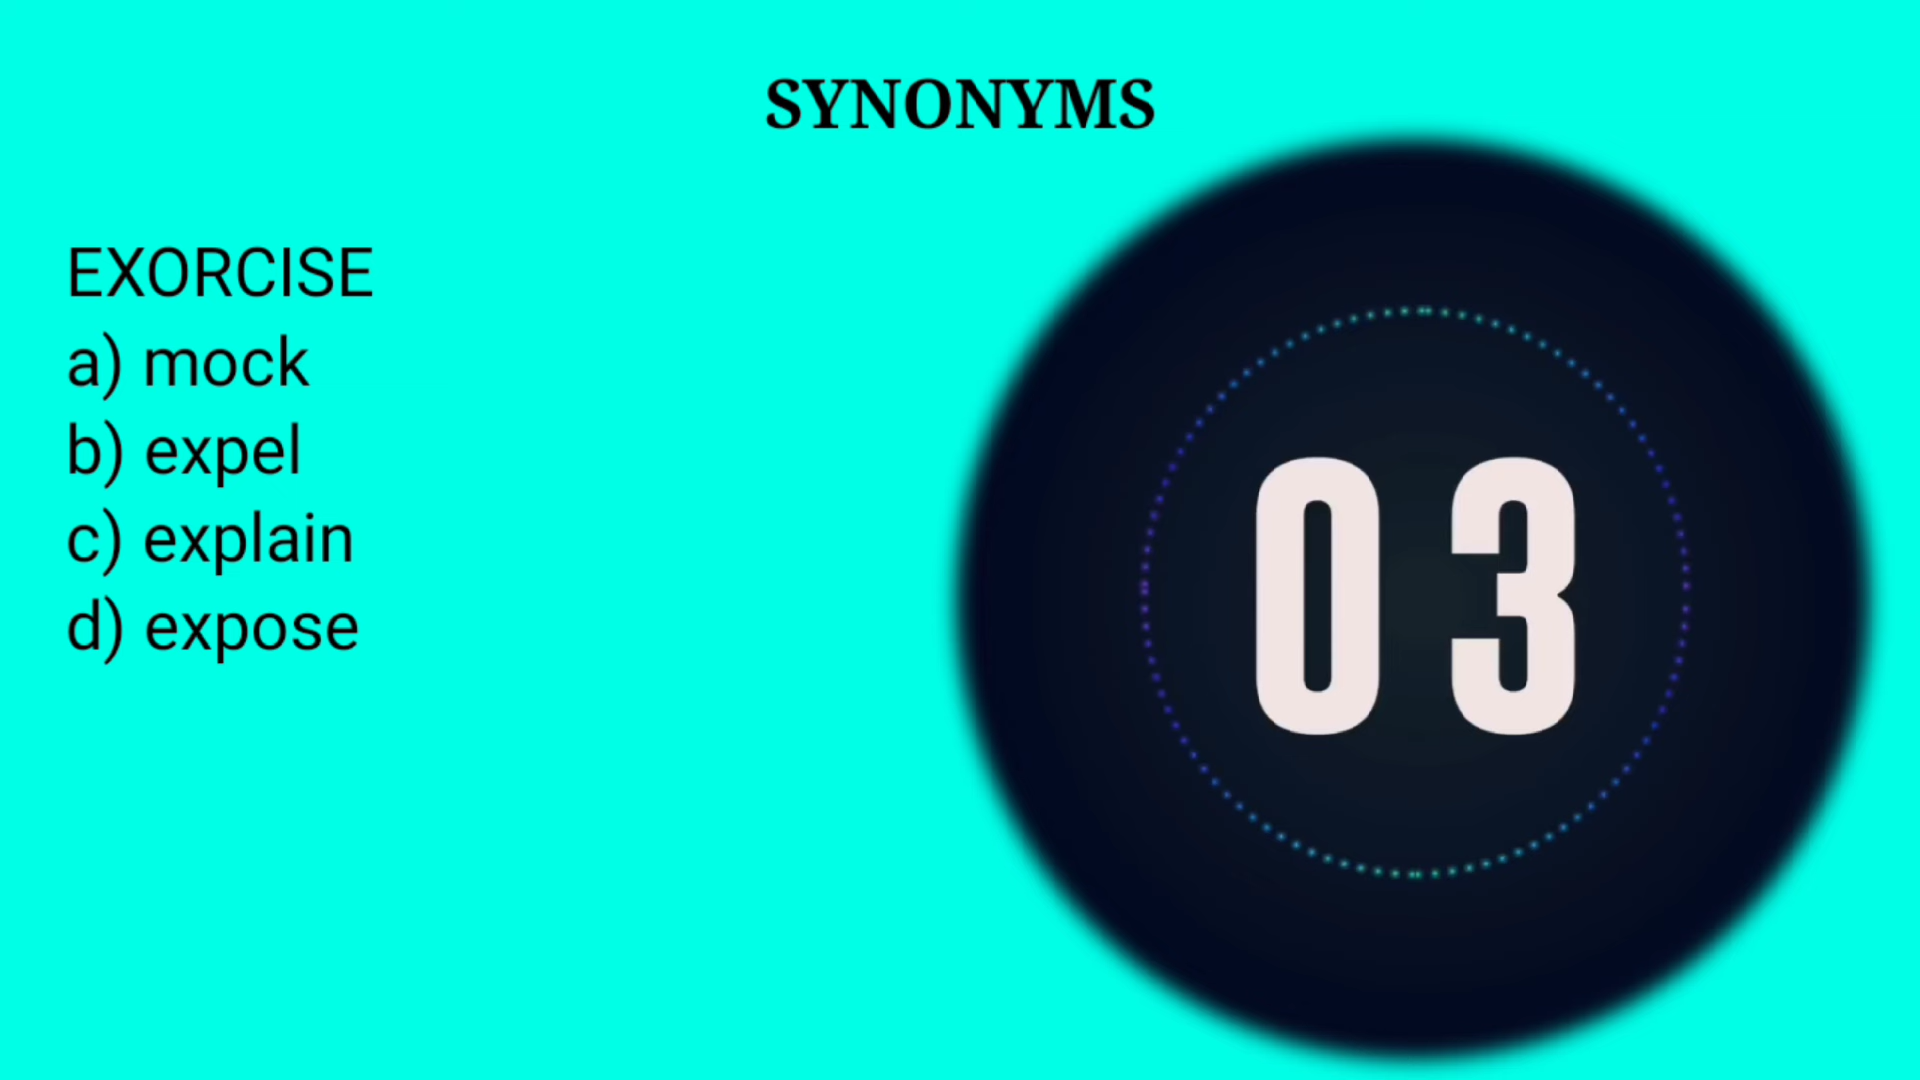 SYNONYMS
EXORCISE
a) mock
b) expel
c) explain
d) expose
03